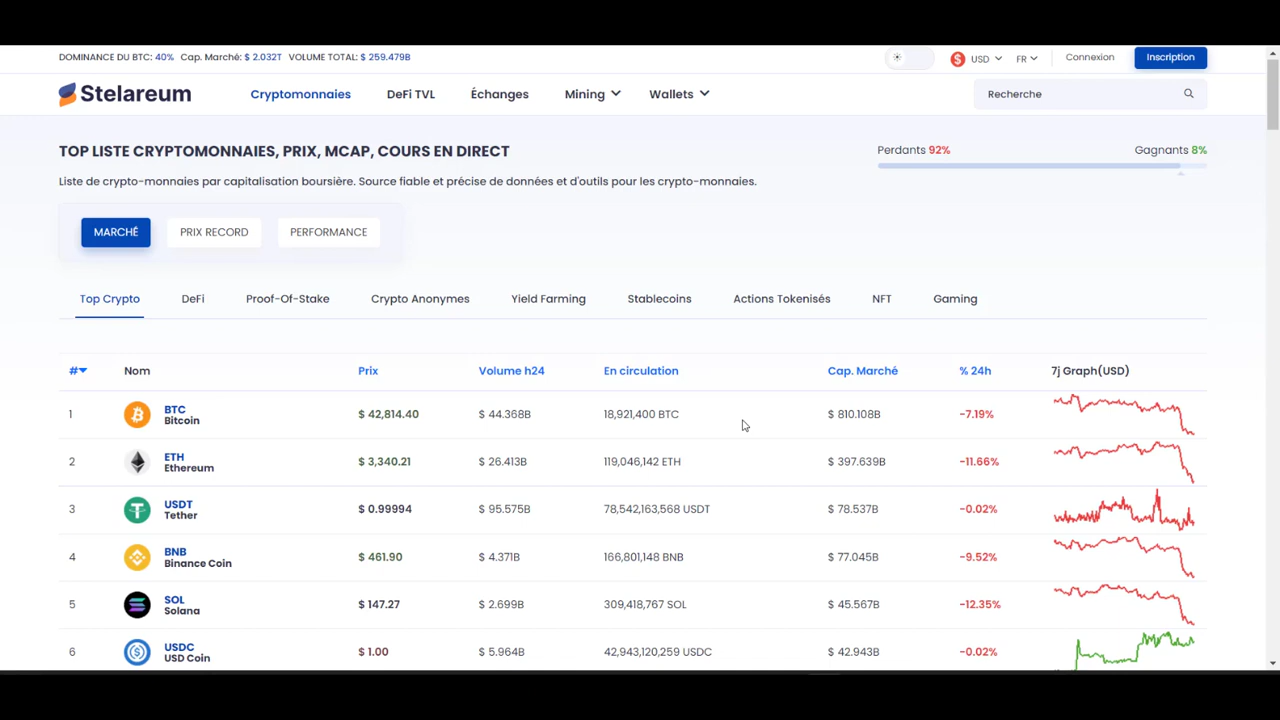 DOMINANCE DU BTC: 40% Cap. Marché: $ 2.032T VOLUME TOTAL: $ 259.479B
$ USD FR Connexion Inscription
Stelareum Cryptomonnaies DeFi TVL Échanges Mining Wallets Recherche
TOP LISTE CRYPTOMONNAIES, PRIX, MCAP, COURS EN DIRECT
Perdants 92% Gagnants 8%
Liste de crypto-monnaies par capitalisation boursière. Source fiable et précise de données et d'outils pour les crypto-monnaies.
MARCHÉ PRIX RECORD PERFORMANCE
Top Crypto DeFi Proof-Of-Stake Crypto Anonymes Yield Farming Stablecoins Actions Tokenisés NFT Gaming
# Nom Prix Volume h24 En circulation Cap. Marché % 24h 7j Graph(USD)
1 BTC $ 42,814.40 $ 44.368B 18,921,400 BTC $ 810.108B -7.19%
Bitcoin
2 ETH $ 3,340.21 $ 26.413B 119,046,142 ETH $ 397.639B -11.66%
Ethereum
3 USDT $ 0.99994 $ 95.575B 78,542,163,568 USDT $ 78.537B -0.02%
Tether
4 BNB $ 461.90 $ 4.371B 166,801,148 BNB $ 77.045B -9.52%
Binance Coin
5 SOL $ 147.27 $ 2.699B 309,418,767 SOL $ 45.567B -12.35%
Solana
6 USDC $ 1.00 $ 5.964B 42,943,120,259 USDC $ 42.943B -0.02%
USD Coin